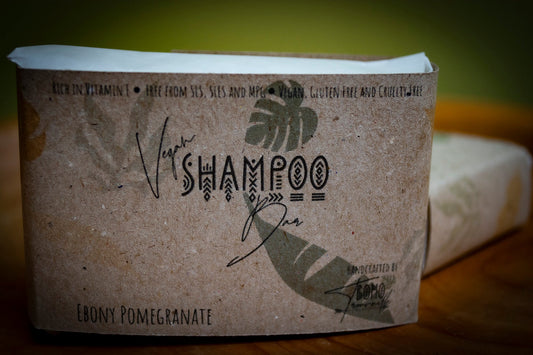 Rich in Vitamin E • free from SLS, SLES and MPG • Vegan, Gluten free and Cruelty free
Vegan
SHAMPOO
Bar
Handcrafted by
BOHO
Ebony Pomegranate